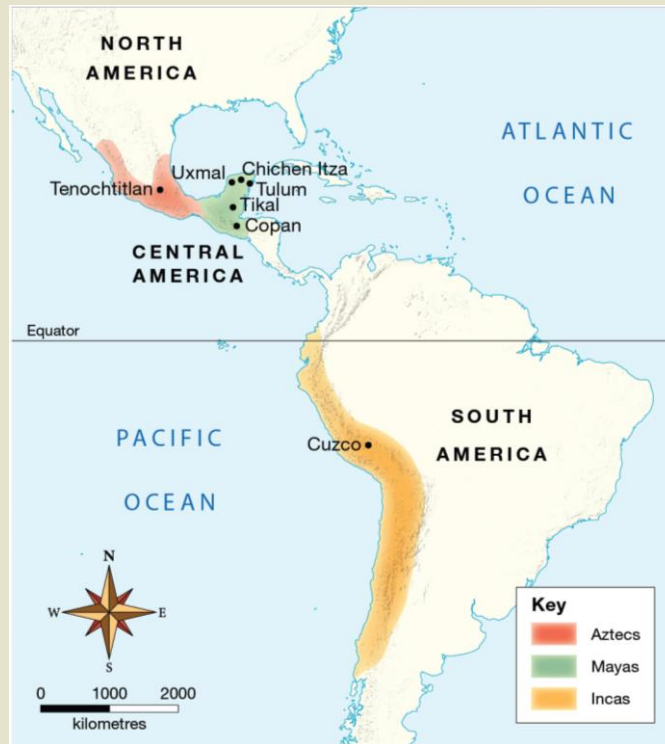 NORTH
AMERICA
ATLANTIC
OCEAN
Uxmal
Chichen Itza
Tenochtitlan
Tulum
Tikal
Copan
CENTRAL
AMERICA
Equator
SOUTH
AMERICA
PACIFIC
OCEAN
Cuzco
N
W
E
S
Key
Aztecs
Mayas
Incas
0 1000 2000
kilometres